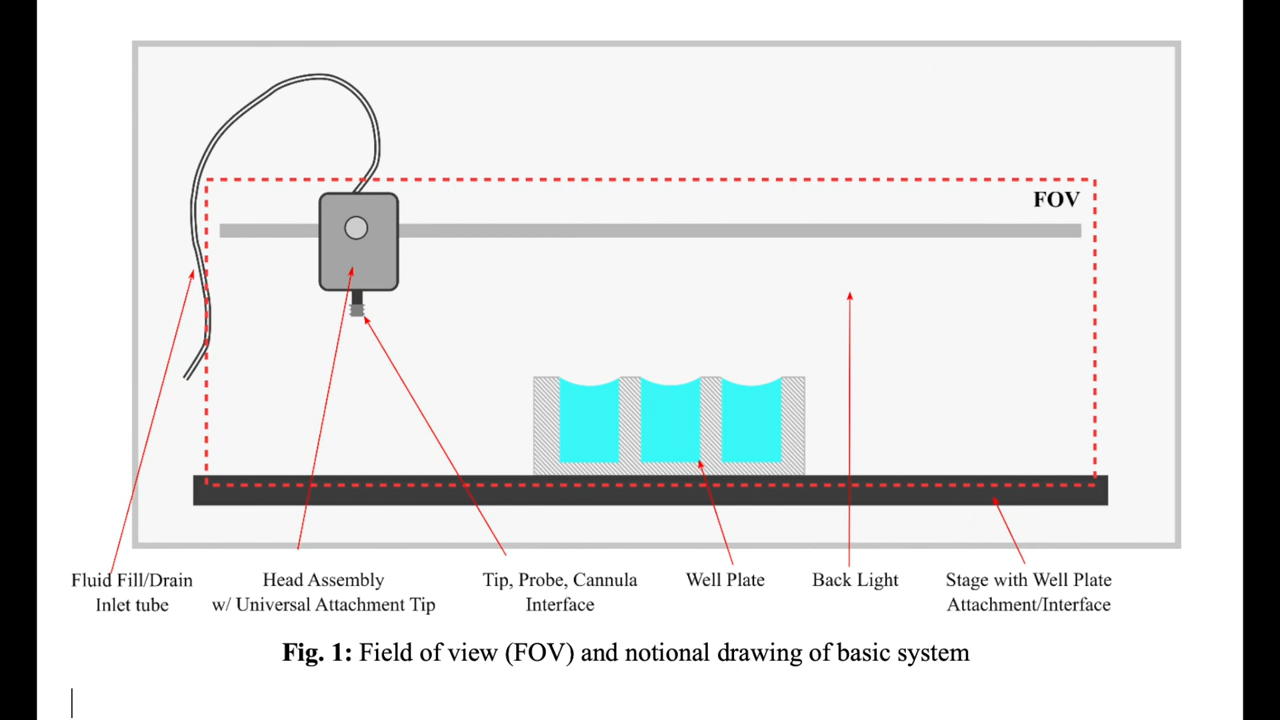 FOV
Fluid Fill/Drain
Inlet tube
Head Assembly
w/ Universal Attachment Tip
Tip, Probe, Cannula
Interface
Well Plate
Back Light
Stage with Well Plate
Attachment/Interface
Fig. 1: Field of view (FOV) and notional drawing of basic system